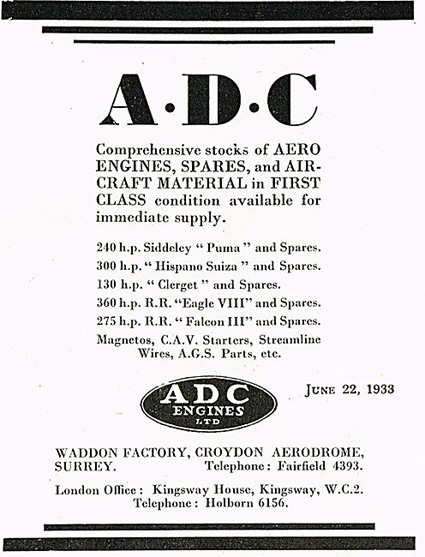 A·D·C
Comprehensive stocks of AERO
ENGINES, SPARES, and AIR-
CRAFT MATERIAL in FIRST
CLASS condition available for
immediate supply.
240 h.p. Siddeley “ Puma ” and Spares.
300 h.p. “ Hispano Suiza ” and Spares.
130 h.p. “ Clerget ” and Spares.
360 h.p. R.R. “Eagle VIII” and Spares.
275 h.p. R.R. “ Falcon III” and Spares.
Magnetos, C.A.V. Starters, Streamline
Wires, A.G.S. Parts, etc.
ADC
ENGINES
LTD
JUNE 22, 1933
WADDON FACTORY, CROYDON AERODROME,
SURREY. Telephone: Fairfield 4393.
London Office: Kingsway House, Kingsway, W.C.2.
Telephone: Holborn 6156.